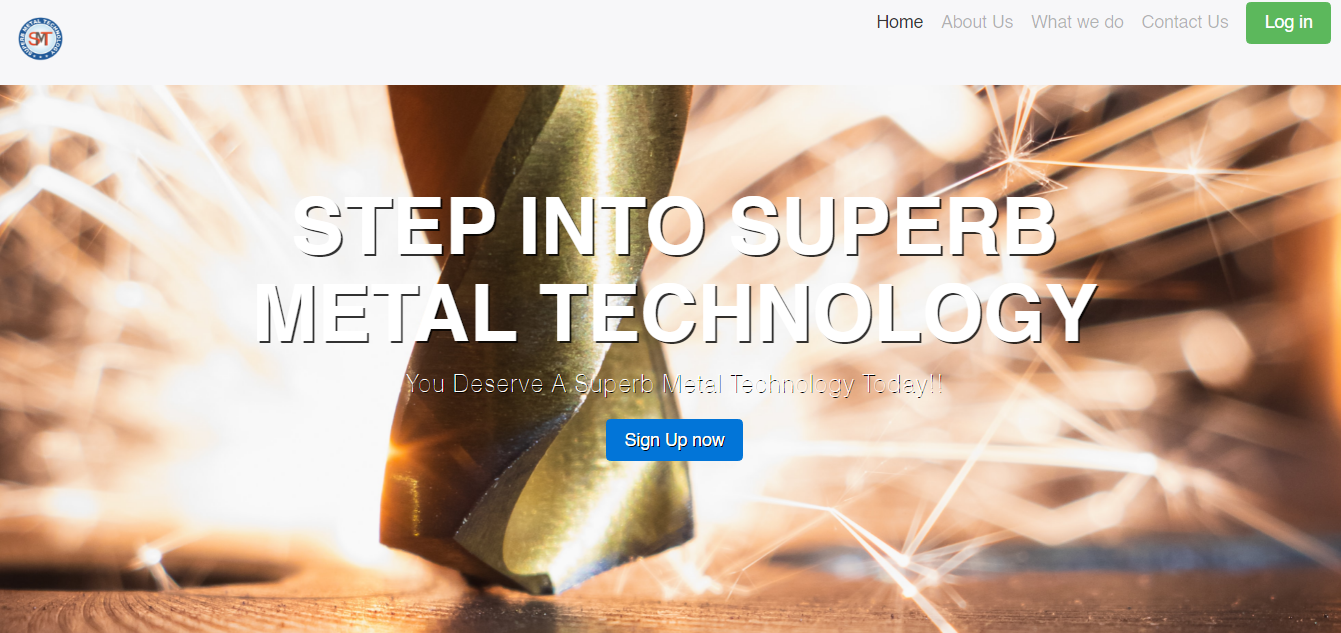 SUPERB METAL TECHNOLOGY
SMT
Home About Us What we do Contact Us Log in
STEP INTO SUPERB
METAL TECHNOLOGY
You Deserve A Superb Metal Technology Today!!
Sign Up now